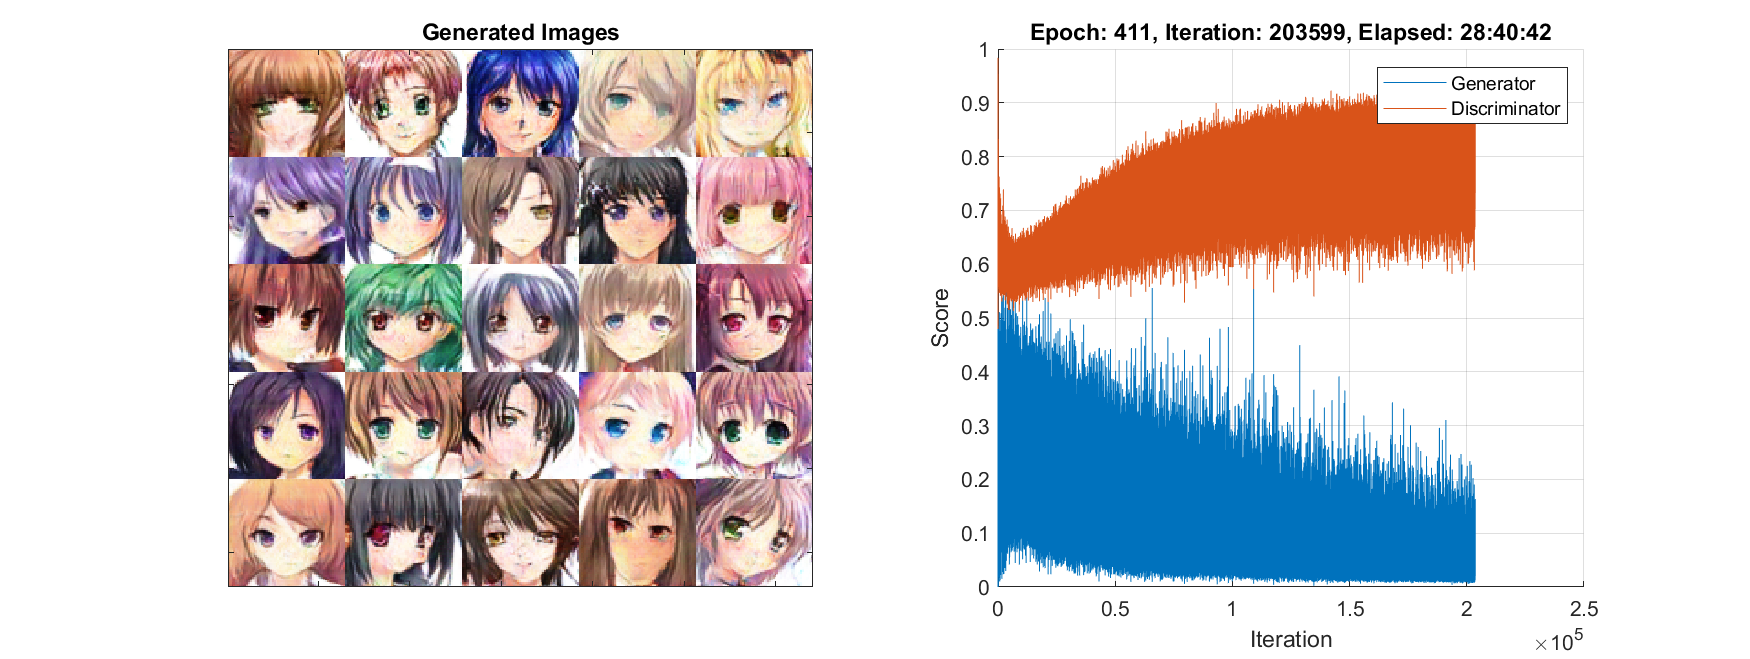 Generated Images
Epoch: 411, Iteration: 203599, Elapsed: 28:40:42
Generator
Discriminator
1
0.9
0.8
0.7
0.6
0.5
0.4
0.3
0.2
0.1
0
Score
0 0.5 1 1.5 2 2.5
Iteration
×10^5